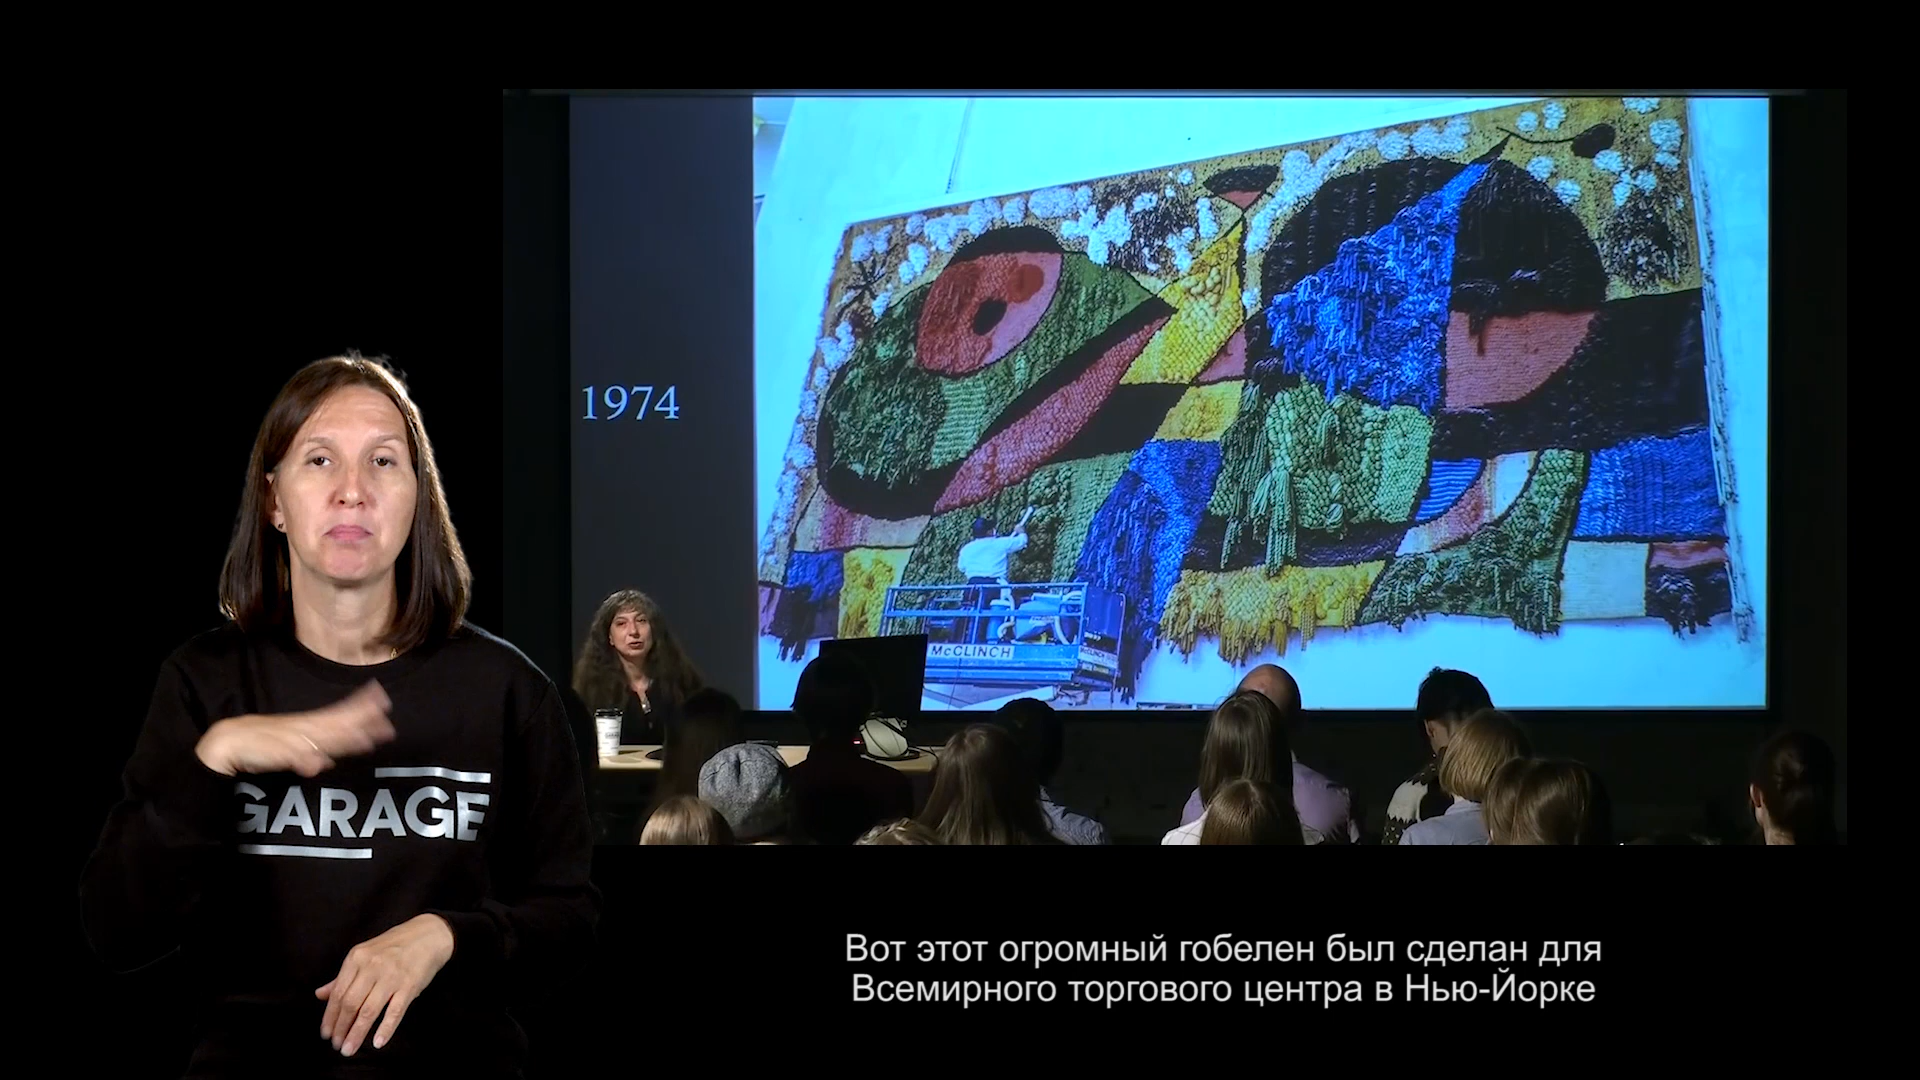 1974
McCLINCH
GARAGE
Вот этот огромный гобелен был сделан для
Всемирного торгового центра в Нью-Йорке